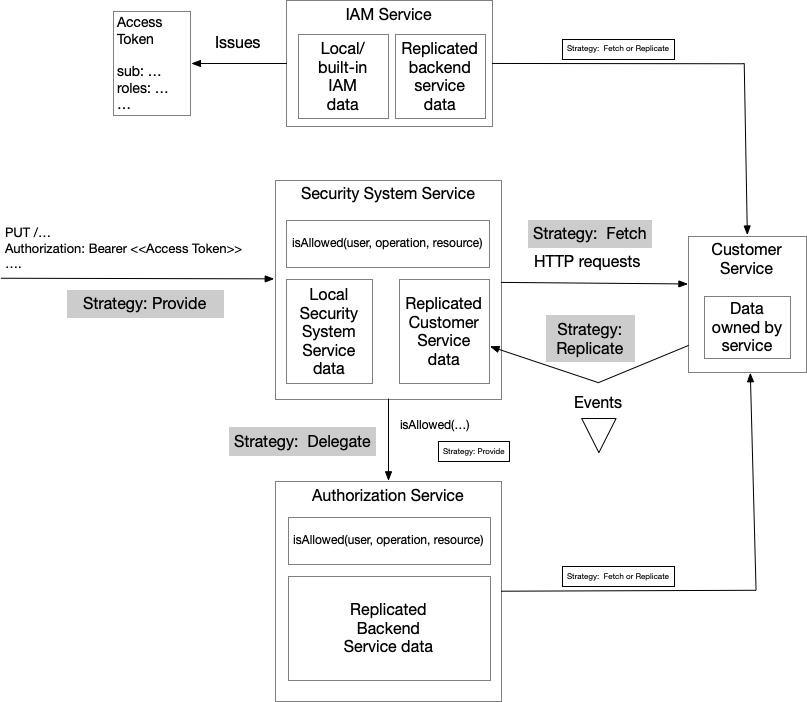 IAM Service
Access
Token
sub: …
roles: …
…
Issues
Local/
built-in
IAM
data
Replicated
backend
service
data
Strategy: Fetch or Replicate
Security System Service
isAllowed(user, operation, resource)
PUT /…
Authorization: Bearer <<Access Token>>
….
Strategy: Provide
Local
Security
System
Service
data
Replicated
Customer
Service
data
Strategy: Fetch
HTTP requests
Strategy:
Replicate
Events
Customer
Service
Data
owned by
service
Strategy: Delegate
isAllowed(…)
Strategy: Provide
Authorization Service
isAllowed(user, operation, resource)
Replicated
Backend
Service data
Strategy: Fetch or Replicate